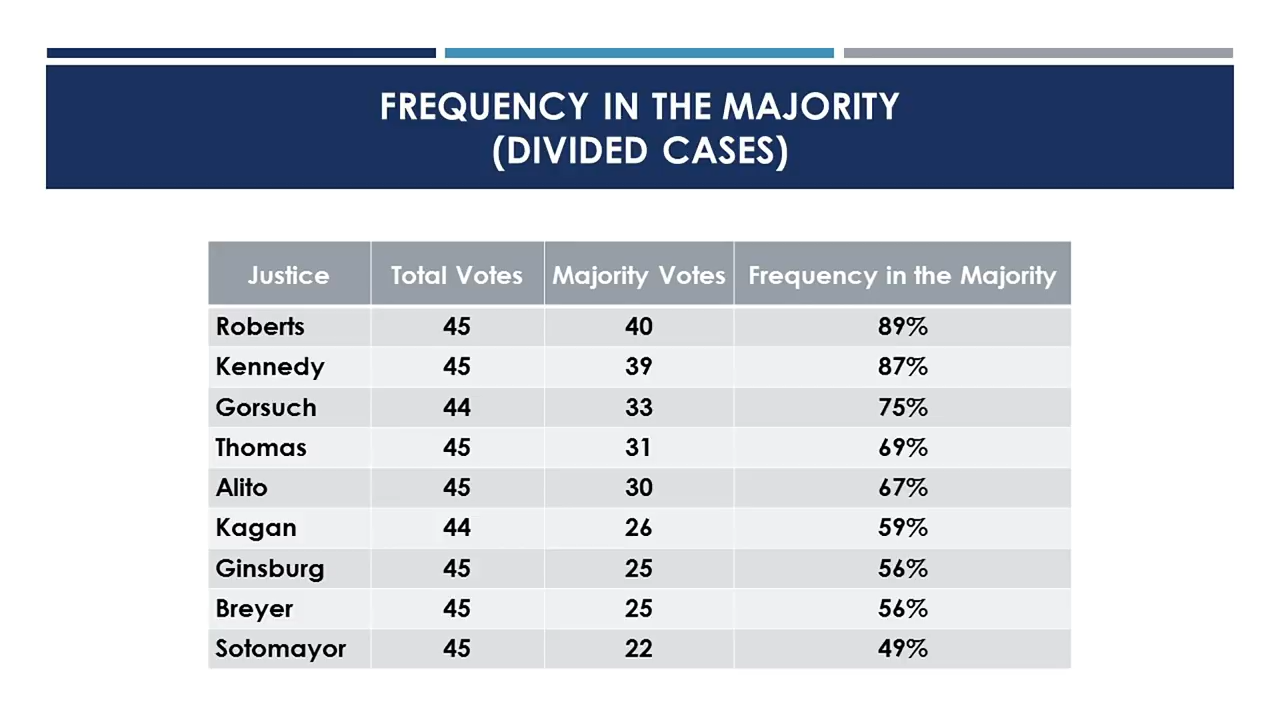 FREQUENCY IN THE MAJORITY
(DIVIDED CASES)
Justice Total Votes Majority Votes Frequency in the Majority
Roberts 45 40 89%
Kennedy 45 39 87%
Gorsuch 44 33 75%
Thomas 45 31 69%
Alito 45 30 67%
Kagan 44 26 59%
Ginsburg 45 25 56%
Breyer 45 25 56%
Sotomayor 45 22 49%